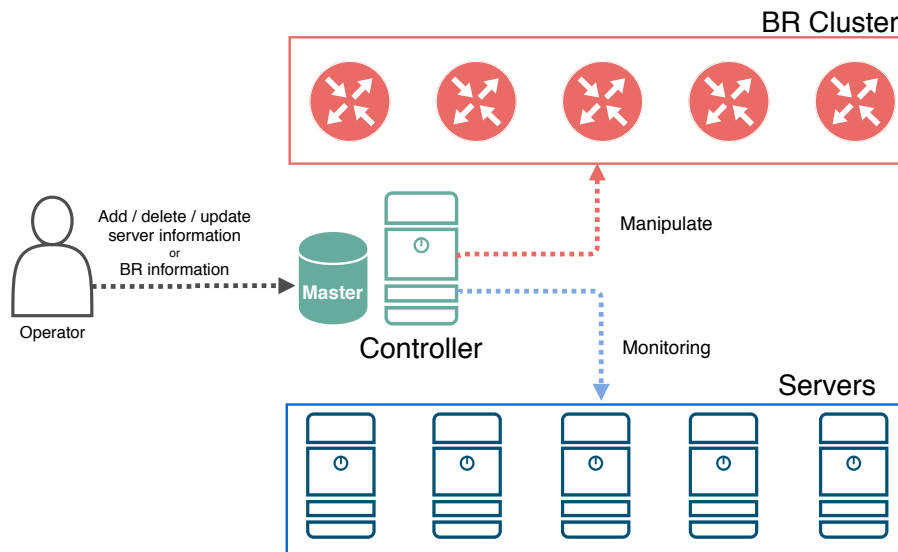 BR Cluster
Add / delete / update
server information
or
BR information
Manipulate
Master
Operator
Controller
Monitoring
Servers